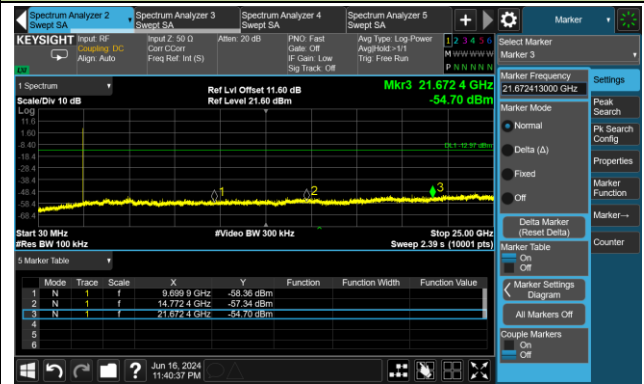 Spectrum Analyzer 2
Swept SA
Spectrum Analyzer 3
Swept SA
Spectrum Analyzer 4
Swept SA
Spectrum Analyzer 5
Swept SA
+
Marker
KEYSIGHT
Input: RF
Coupling: DC
Align: Auto
Input Z: 50 Ω
Corr CCorr
Freq Ref: Int (S)
Atten: 20 dB
PNO: Fast
Gate: Off
IF Gain: Low
Sig Track: Off
Avg Type: Log-Power
Avg|Hold:>1/1
Trig: Free Run
1 2 3 4 5 6
M W W W W W
P N N N N N
Select Marker
Marker 3
1 Spectrum
Scale/Div 10 dB
Ref Lvl Offset 11.60 dB
Ref Level 21.60 dBm
Mkr3 21.672 4 GHz
-54.70 dBm
Log
11.6
1.60
-8.40
-18.4
-28.4
-38.4
-48.4
-58.4
-68.4
DL1 -12.97 dBm
1
2
3
Start 30 MHz
#Res BW 100 kHz
#Video BW 300 kHz
Stop 25.00 GHz
Sweep 2.39 s (10001 pts)
5 Marker Table
Mode Trace Scale X Y Function Function Width Function Value
1 N 1 f 9.699 9 GHz -58.36 dBm
2 N 1 f 14.772 4 GHz -57.34 dBm
3 N 1 f 21.672 4 GHz -54.70 dBm
4
5
6
Marker Frequency
21.672413000 GHz
Marker Mode
Normal
Delta (Δ)
Fixed
Off
Delta Marker
(Reset Delta)
Marker Table
On
Off
Marker Settings
Diagram
All Markers Off
Couple Markers
On
Off
Settings
Peak
Search
Pk Search
Config
Properties
Marker
Function
Marker→
Counter
?
Jun 16, 2024
11:40:37 PM